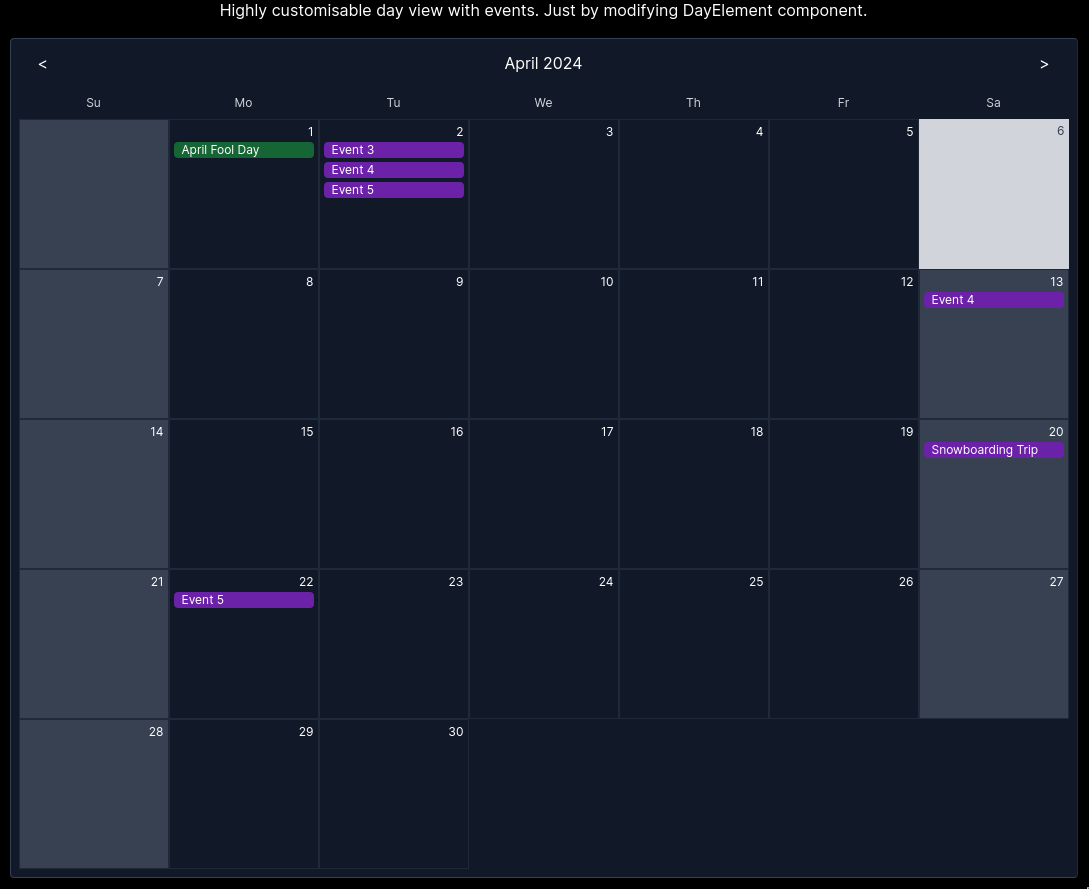 Highly customisable day view with events. Just by modifying DayElement component.
< April 2024 >
Su Mo Tu We Th Fr Sa
1 2 3 4 5 6
April Fool Day Event 3
Event 4
Event 5
7 8 9 10 11 12 13
Event 4
14 15 16 17 18 19 20
Snowboarding Trip
21 22 23 24 25 26 27
Event 5
28 29 30